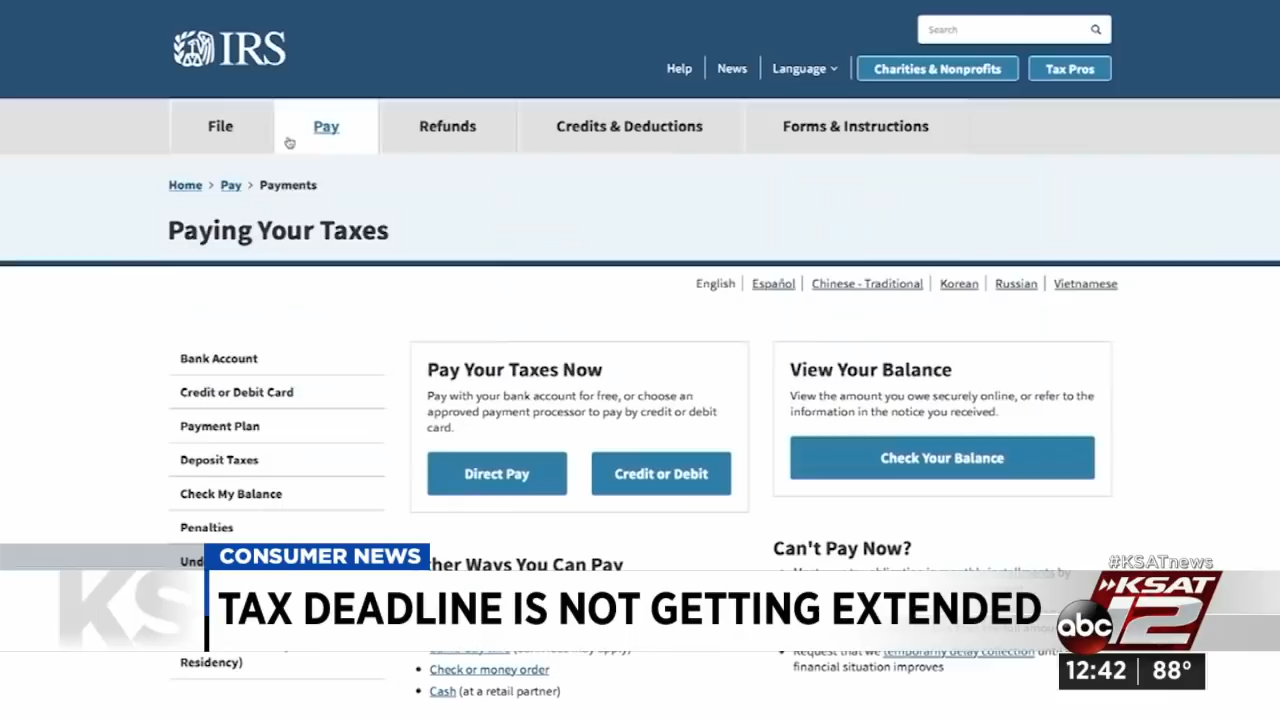 IRS
Search
Help
News
Language
Charities & Nonprofits
Tax Pros
File
Pay
Refunds
Credits & Deductions
Forms & Instructions
Home > Pay > Payments
Paying Your Taxes
English
Español
Chinese - Traditional
Korean
Russian
Vietnamese
Bank Account
Credit or Debit Card
Payment Plan
Deposit Taxes
Check My Balance
Penalties
Pay Your Taxes Now
Pay with your bank account for free, or choose an
approved payment processor to pay by credit or debit
card.
Direct Pay
Credit or Debit
View Your Balance
View the amount you owe securely online, or refer to the
information in the notice you received.
Check Your Balance
Ways You Can Pay
Can't Pay Now?
CONSUMER NEWS
#KSATnews
TAX DEADLINE IS NOT GETTING EXTENDED
KSAT
12
abc
Residency)
Check or money order
Cash (at a retail partner)
Request that we temporarily delay collection
financial situation improves
12:42
88°